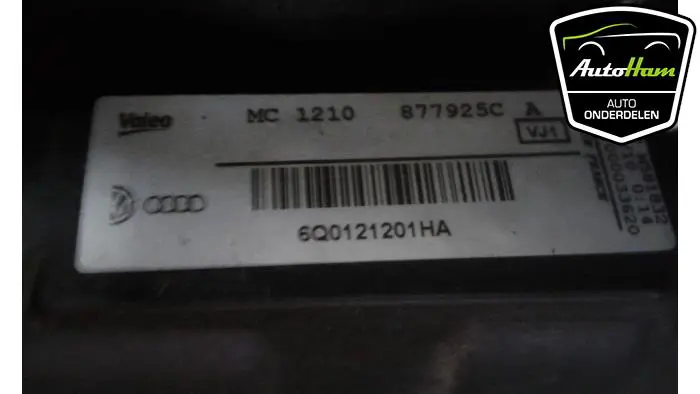 Valeo
MC 1210 877925C A
VJ1
6Q0121201HA
AutoHam
AUTO
ONDERDELEN